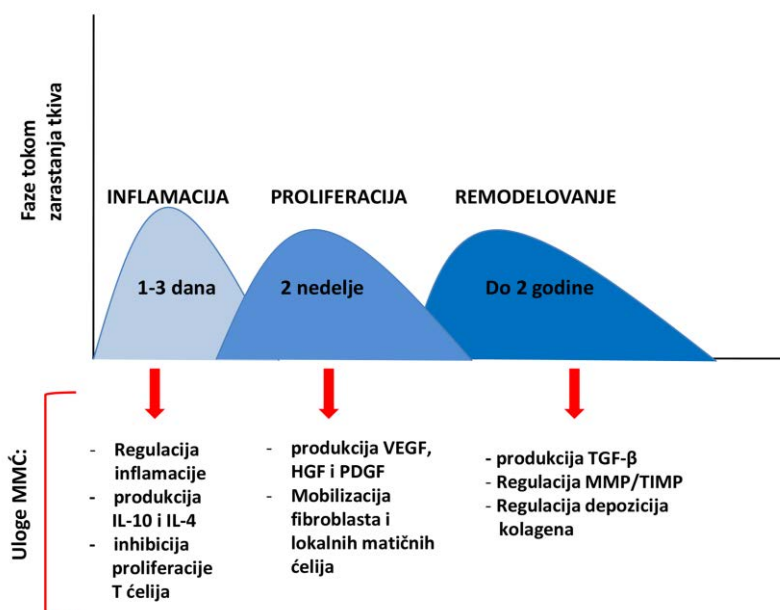 Faze tokom
zarastanja tkiva
INFLAMACIJA
PROLIFERACIJA
REMODELOVANJE
1-3 dana
2 nedelje
Do 2 godine
Uloge MMĆ:
- Regulacija
inflamacije
- produkcija
IL-10 i IL-4
- inhibicija
proliferacije
T ćelija
- produkcija VEGF,
HGF i PDGF
- Mobilizacija
fibroblasta i
lokalnih matičnih
ćelija
- produkcija TGF-β
- Regulacija MMP/TIMP
- Regulacija depozicija
kolagena